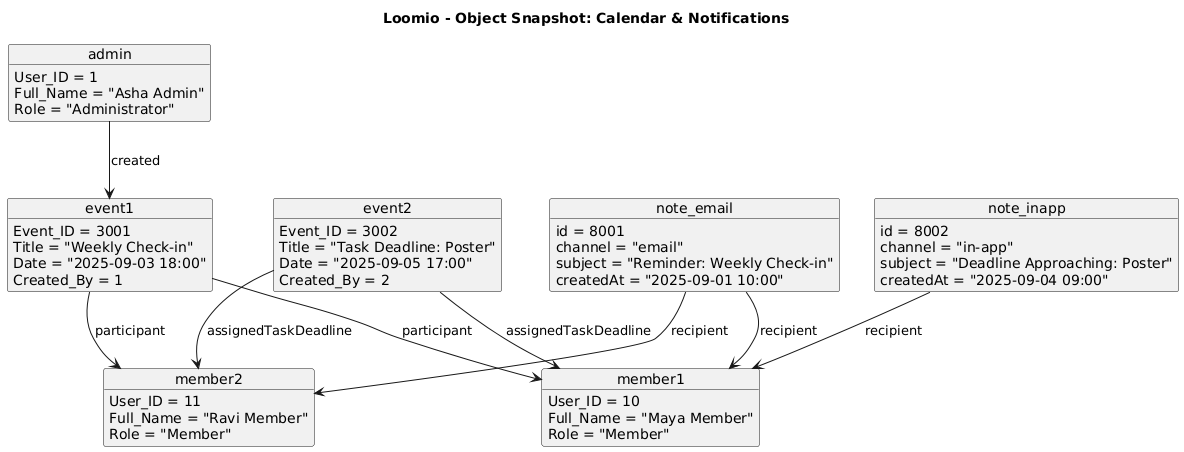 Loomio - Object Snapshot: Calendar & Notifications
admin
User_ID = 1
Full_Name = "Asha Admin"
Role = "Administrator"
created
event1
Event_ID = 3001
Title = "Weekly Check-in"
Date = "2025-09-03 18:00"
Created_By = 1
event2
Event_ID = 3002
Title = "Task Deadline: Poster"
Date = "2025-09-05 17:00"
Created_By = 2
note_email
id = 8001
channel = "email"
subject = "Reminder: Weekly Check-in"
createdAt = "2025-09-01 10:00"
note_inapp
id = 8002
channel = "in-app"
subject = "Deadline Approaching: Poster"
createdAt = "2025-09-04 09:00"
participant
assignedTaskDeadline
participant
assignedTaskDeadline
recipient
recipient
recipient
member2
User_ID = 11
Full_Name = "Ravi Member"
Role = "Member"
member1
User_ID = 10
Full_Name = "Maya Member"
Role = "Member"